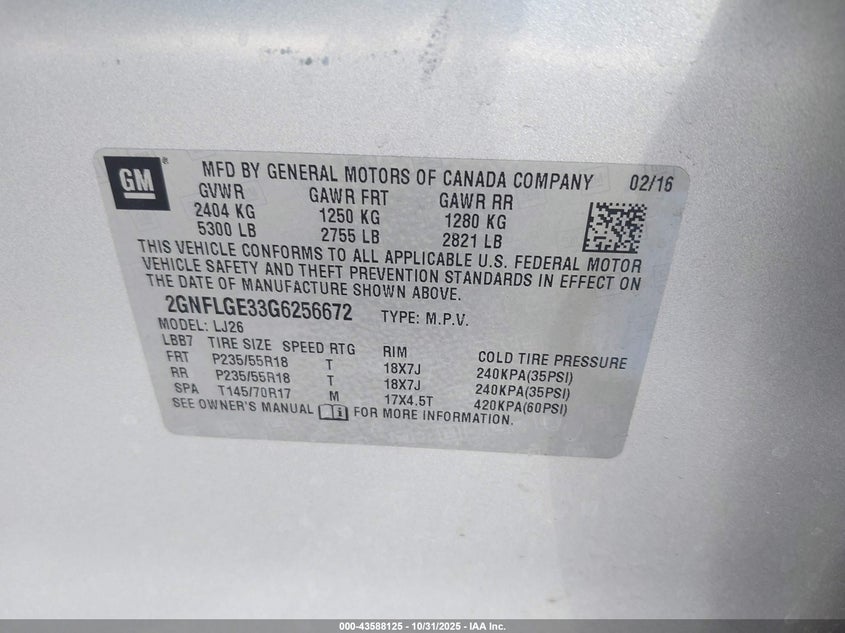 GM
MFD BY GENERAL MOTORS OF CANADA COMPANY 02/16
GVWR GAWR FRT GAWR RR
2404 KG 1250 KG 1280 KG
5300 LB 2755 LB 2821 LB
THIS VEHICLE CONFORMS TO ALL APPLICABLE U.S. FEDERAL MOTOR
VEHICLE SAFETY AND THEFT PREVENTION STANDARDS IN EFFECT ON
THE DATE OF MANUFACTURE SHOWN ABOVE.
2GNFLGE33G6256672 TYPE: M.P.V.
MODEL: LJ26
LBB7 TIRE SIZE SPEED RTG RIM COLD TIRE PRESSURE
FRT P235/55R18 T 18X7J 240KPA(35PSI)
RR P235/55R18 T 18X7J 240KPA(35PSI)
SPA T145/70R17 M 17X4.5T 420KPA(60PSI)
SEE OWNER'S MANUAL FOR MORE INFORMATION.
000-43588125 - 10/31/2025 - IAA Inc.